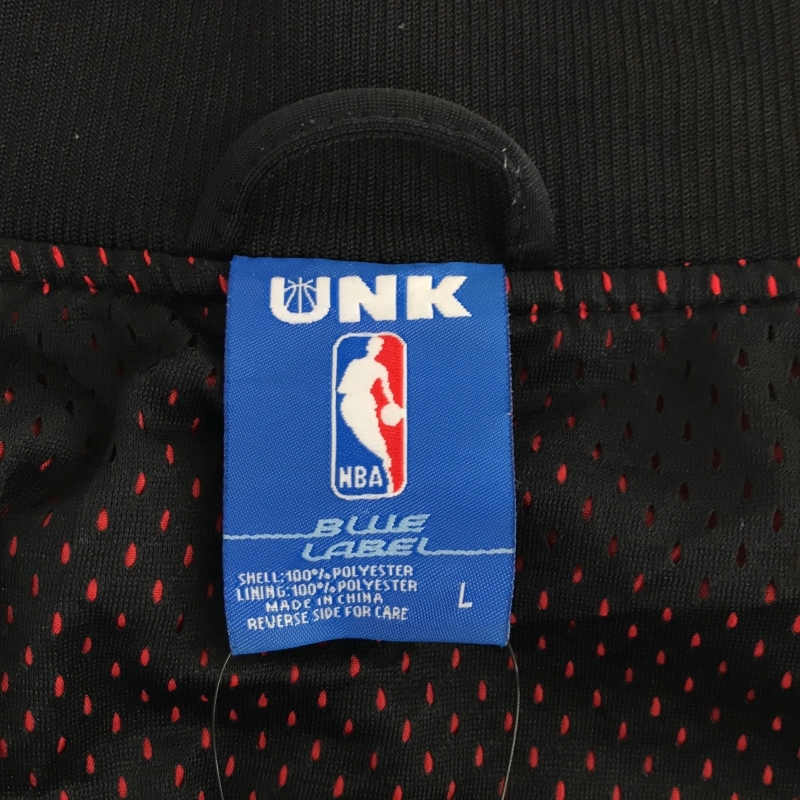 UNK
NBA
BLUE
LABEL
SHELL:100%POLYESTER
LINING:100%POLYESTER
MADE IN CHINA
REVERSE SIDE FOR CARE
L